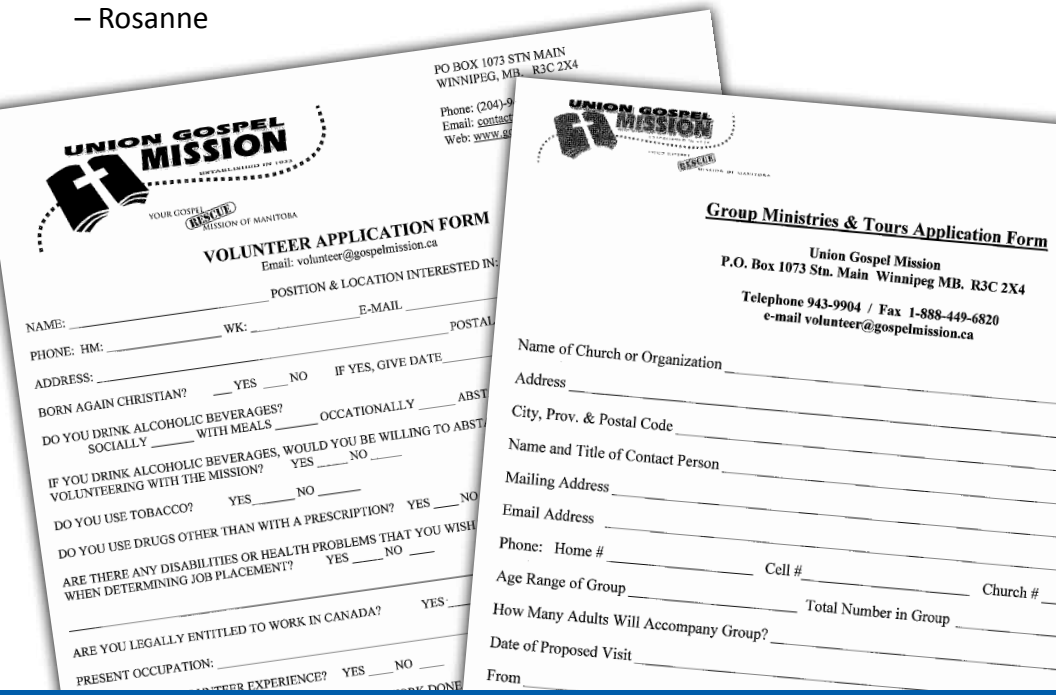 – Rosanne
PO BOX 1073 STN MAIN
WINNIPEG, MB. R3C 2X4
Phone: (204)-9
Email: contact
Web: www.go
UNION GOSPEL
MISSION
ESTABLISHED IN 1933
YOUR GOSPEL
RESCUE
MISSION OF MANITOBA
VOLUNTEER APPLICATION FORM
Email: volunteer@gospelmission.ca
NAME: POSITION & LOCATION INTERESTED IN:
PHONE: HM: WK: E-MAIL
ADDRESS: POSTAL
BORN AGAIN CHRISTIAN? YES NO IF YES, GIVE DATE
DO YOU DRINK ALCOHOLIC BEVERAGES?
SOCIALLY WITH MEALS OCCATIONALLY ABST
IF YOU DRINK ALCOHOLIC BEVERAGES, WOULD YOU BE WILLING TO ABSTA
VOLUNTEERING WITH THE MISSION? YES NO
DO YOU USE TOBACCO? YES NO
DO YOU USE DRUGS OTHER THAN WITH A PRESCRIPTION? YES NO
ARE THERE ANY DISABILITIES OR HEALTH PROBLEMS THAT YOU WISH
WHEN DETERMINING JOB PLACEMENT? YES NO
ARE YOU LEGALLY ENTITLED TO WORK IN CANADA? YES
PRESENT OCCUPATION:
EXPERIENCE? YES NO
DONE
UNION GOSPEL
MISSION
RESCUE
MISSION OF MANITOBA
Group Ministries & Tours Application Form
Union Gospel Mission
P.O. Box 1073 Stn. Main Winnipeg MB. R3C 2X4
Telephone 943-9904 / Fax 1-888-449-6820
e-mail volunteer@gospelmission.ca
Name of Church or Organization
Address
City, Prov. & Postal Code
Name and Title of Contact Person
Mailing Address
Email Address
Phone: Home # Cell # Church #
Age Range of Group Total Number in Group
How Many Adults Will Accompany Group?
Date of Proposed Visit
From